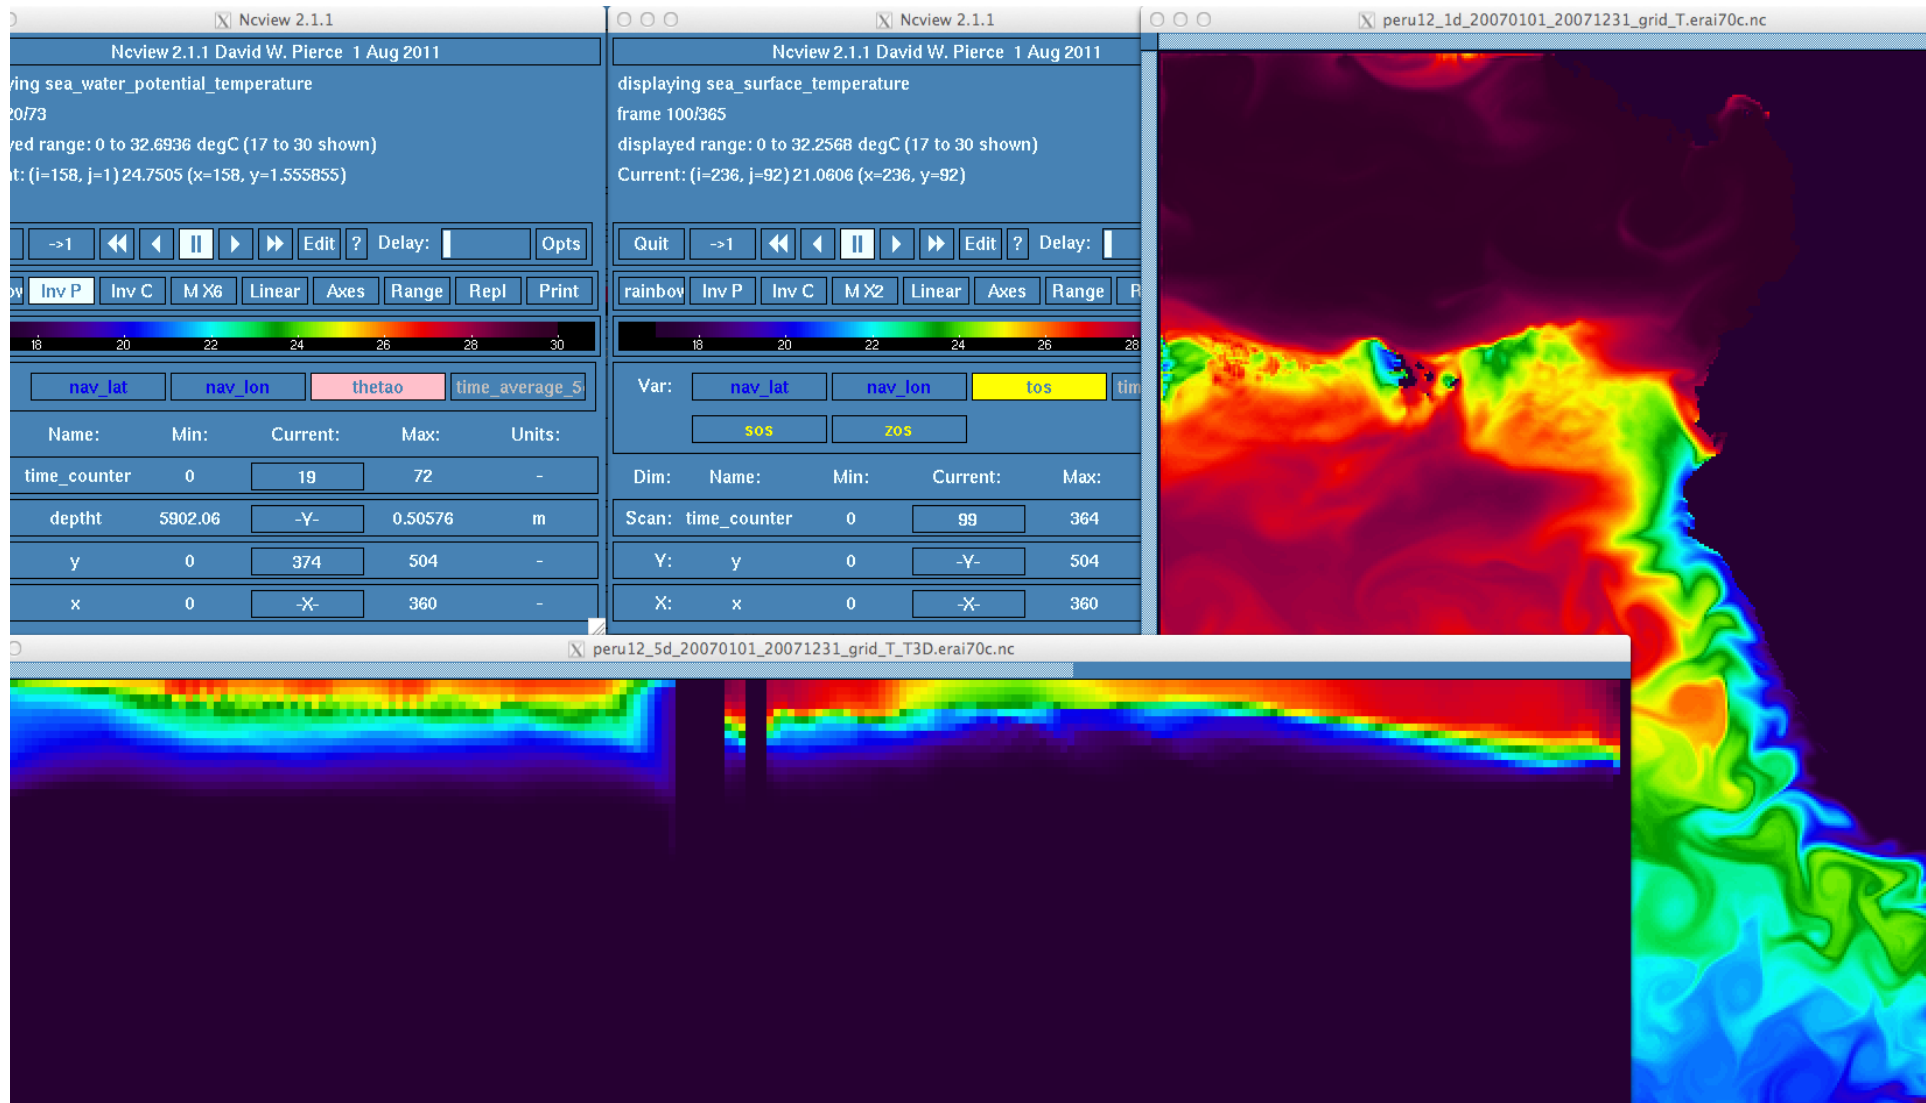 Ncview 2.1.1
Ncview 2.1.1 David W. Pierce 1 Aug 2011
ying sea_water_potential_temperature
20/73
yed range: 0 to 32.6936 degC (17 to 30 shown)
t: (i=158, j=1) 24.7505 (x=158, y=1.555855)
->1 Edit ? Delay: Opts
Inv P Inv C M X6 Linear Axes Range Repl Print
18 20 22 24 26 28 30
nav_lat nav_lon thetao time_average_5
Name: Min: Current: Max: Units:
time_counter 0 19 72 -
deptht 5902.06 -Y- 0.50576 m
y 0 374 504 -
x 0 -X- 360 -
Ncview 2.1.1
Ncview 2.1.1 David W. Pierce 1 Aug 2011
displaying sea_surface_temperature
frame 100/365
displayed range: 0 to 32.2568 degC (17 to 30 shown)
Current: (i=236, j=92) 21.0606 (x=236, y=92)
Quit ->1 Edit ? Delay:
rainbow Inv P Inv C M X2 Linear Axes Range R
18 20 22 24 26 28
Var: nav_lat nav_lon tos tim
sos zos
Dim: Name: Min: Current: Max:
Scan: time_counter 0 99 364
Y: y 0 -Y- 504
X: x 0 -X- 360
peru12_1d_20070101_20071231_grid_T.erai70c.nc
peru12_5d_20070101_20071231_grid_T_T3D.erai70c.nc